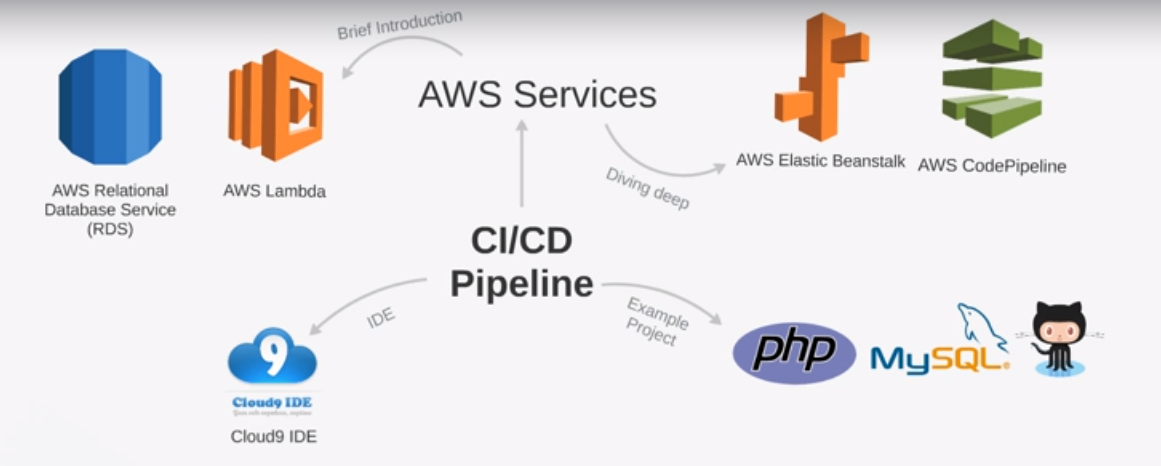 Brief Introduction
AWS Services
AWS Relational
Database Service
(RDS)
AWS Lambda
AWS Elastic Beanstalk
AWS CodePipeline
Diving deep
CI/CD
Pipeline
IDE
Example
Project
9
Cloud9 IDE
Cloud9 IDE
php
MySQL